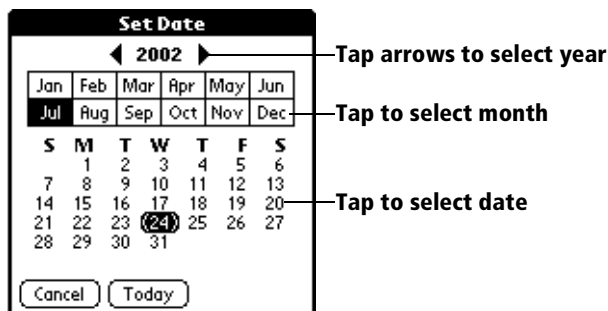 Set Date
2002
Tap arrows to select year
Jan Feb Mar Apr May Jun
Jul Aug Sep Oct Nov Dec
Tap to select month
S M T W T F S
1 2 3 4 5 6
7 8 9 10 11 12 13
14 15 16 17 18 19 20
Tap to select date
21 22 23 24 25 26 27
28 29 30 31
Cancel Today